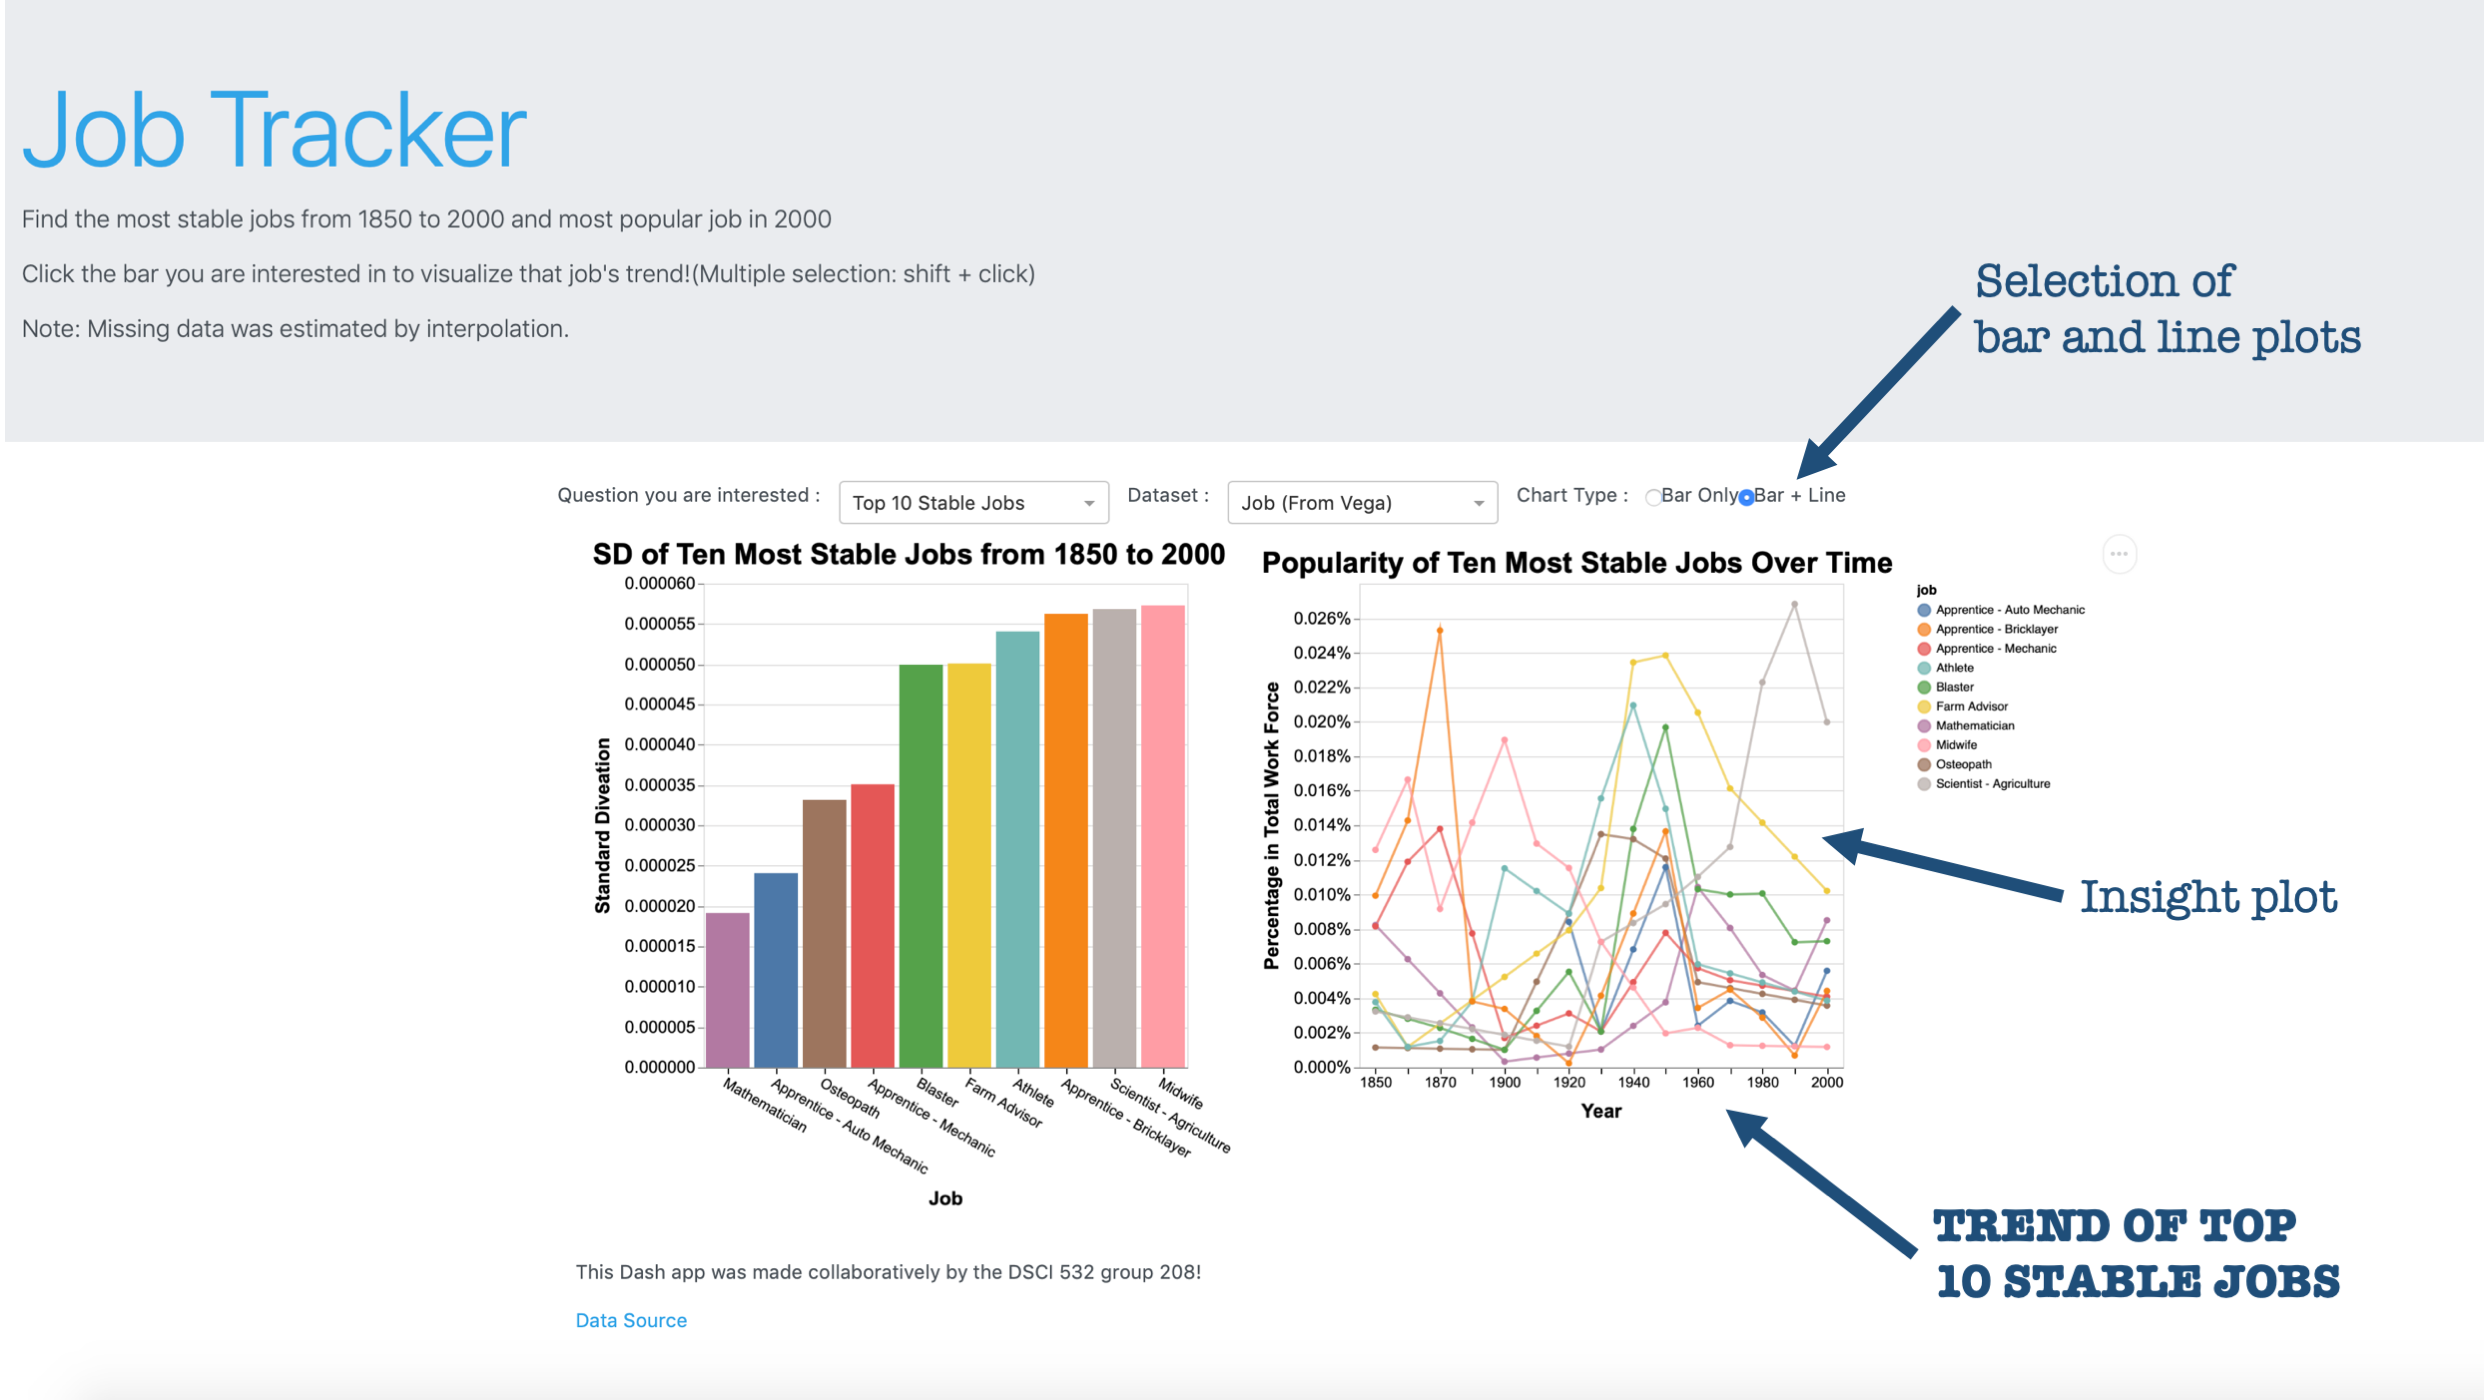 Job Tracker
Find the most stable jobs from 1850 to 2000 and most popular job in 2000
Click the bar you are interested in to visualize that job's trend!(Multiple selection: shift + click)
Note: Missing data was estimated by interpolation.
Selection of
bar and line plots
Question you are interested :
Top 10 Stable Jobs
Dataset :
Job (From Vega)
Chart Type :
Bar Only
Bar + Line
SD of Ten Most Stable Jobs from 1850 to 2000
0.000060
0.000055
0.000050
0.000045
0.000040
0.000035
0.000030
0.000025
0.000020
0.000015
0.000010
0.000005
0.000000
Standard Diveation
Mathematician
Apprentice - Auto Mechanic
Osteopath
Apprentice - Mechanic
Blaster
Farm Advisor
Athlete
Apprentice - Bricklayer
Scientist - Agriculture
Midwife
Job
Popularity of Ten Most Stable Jobs Over Time
0.026%
0.024%
0.022%
0.020%
0.018%
0.016%
0.014%
0.012%
0.010%
0.008%
0.006%
0.004%
0.002%
0.000%
Percentage in Total Work Force
1850
1870
1900
1920
1940
1960
1980
2000
Year
job
Apprentice - Auto Mechanic
Apprentice - Bricklayer
Apprentice - Mechanic
Athlete
Blaster
Farm Advisor
Mathematician
Midwife
Osteopath
Scientist - Agriculture
Insight plot
TREND OF TOP
10 STABLE JOBS
This Dash app was made collaboratively by the DSCI 532 group 208!
Data Source